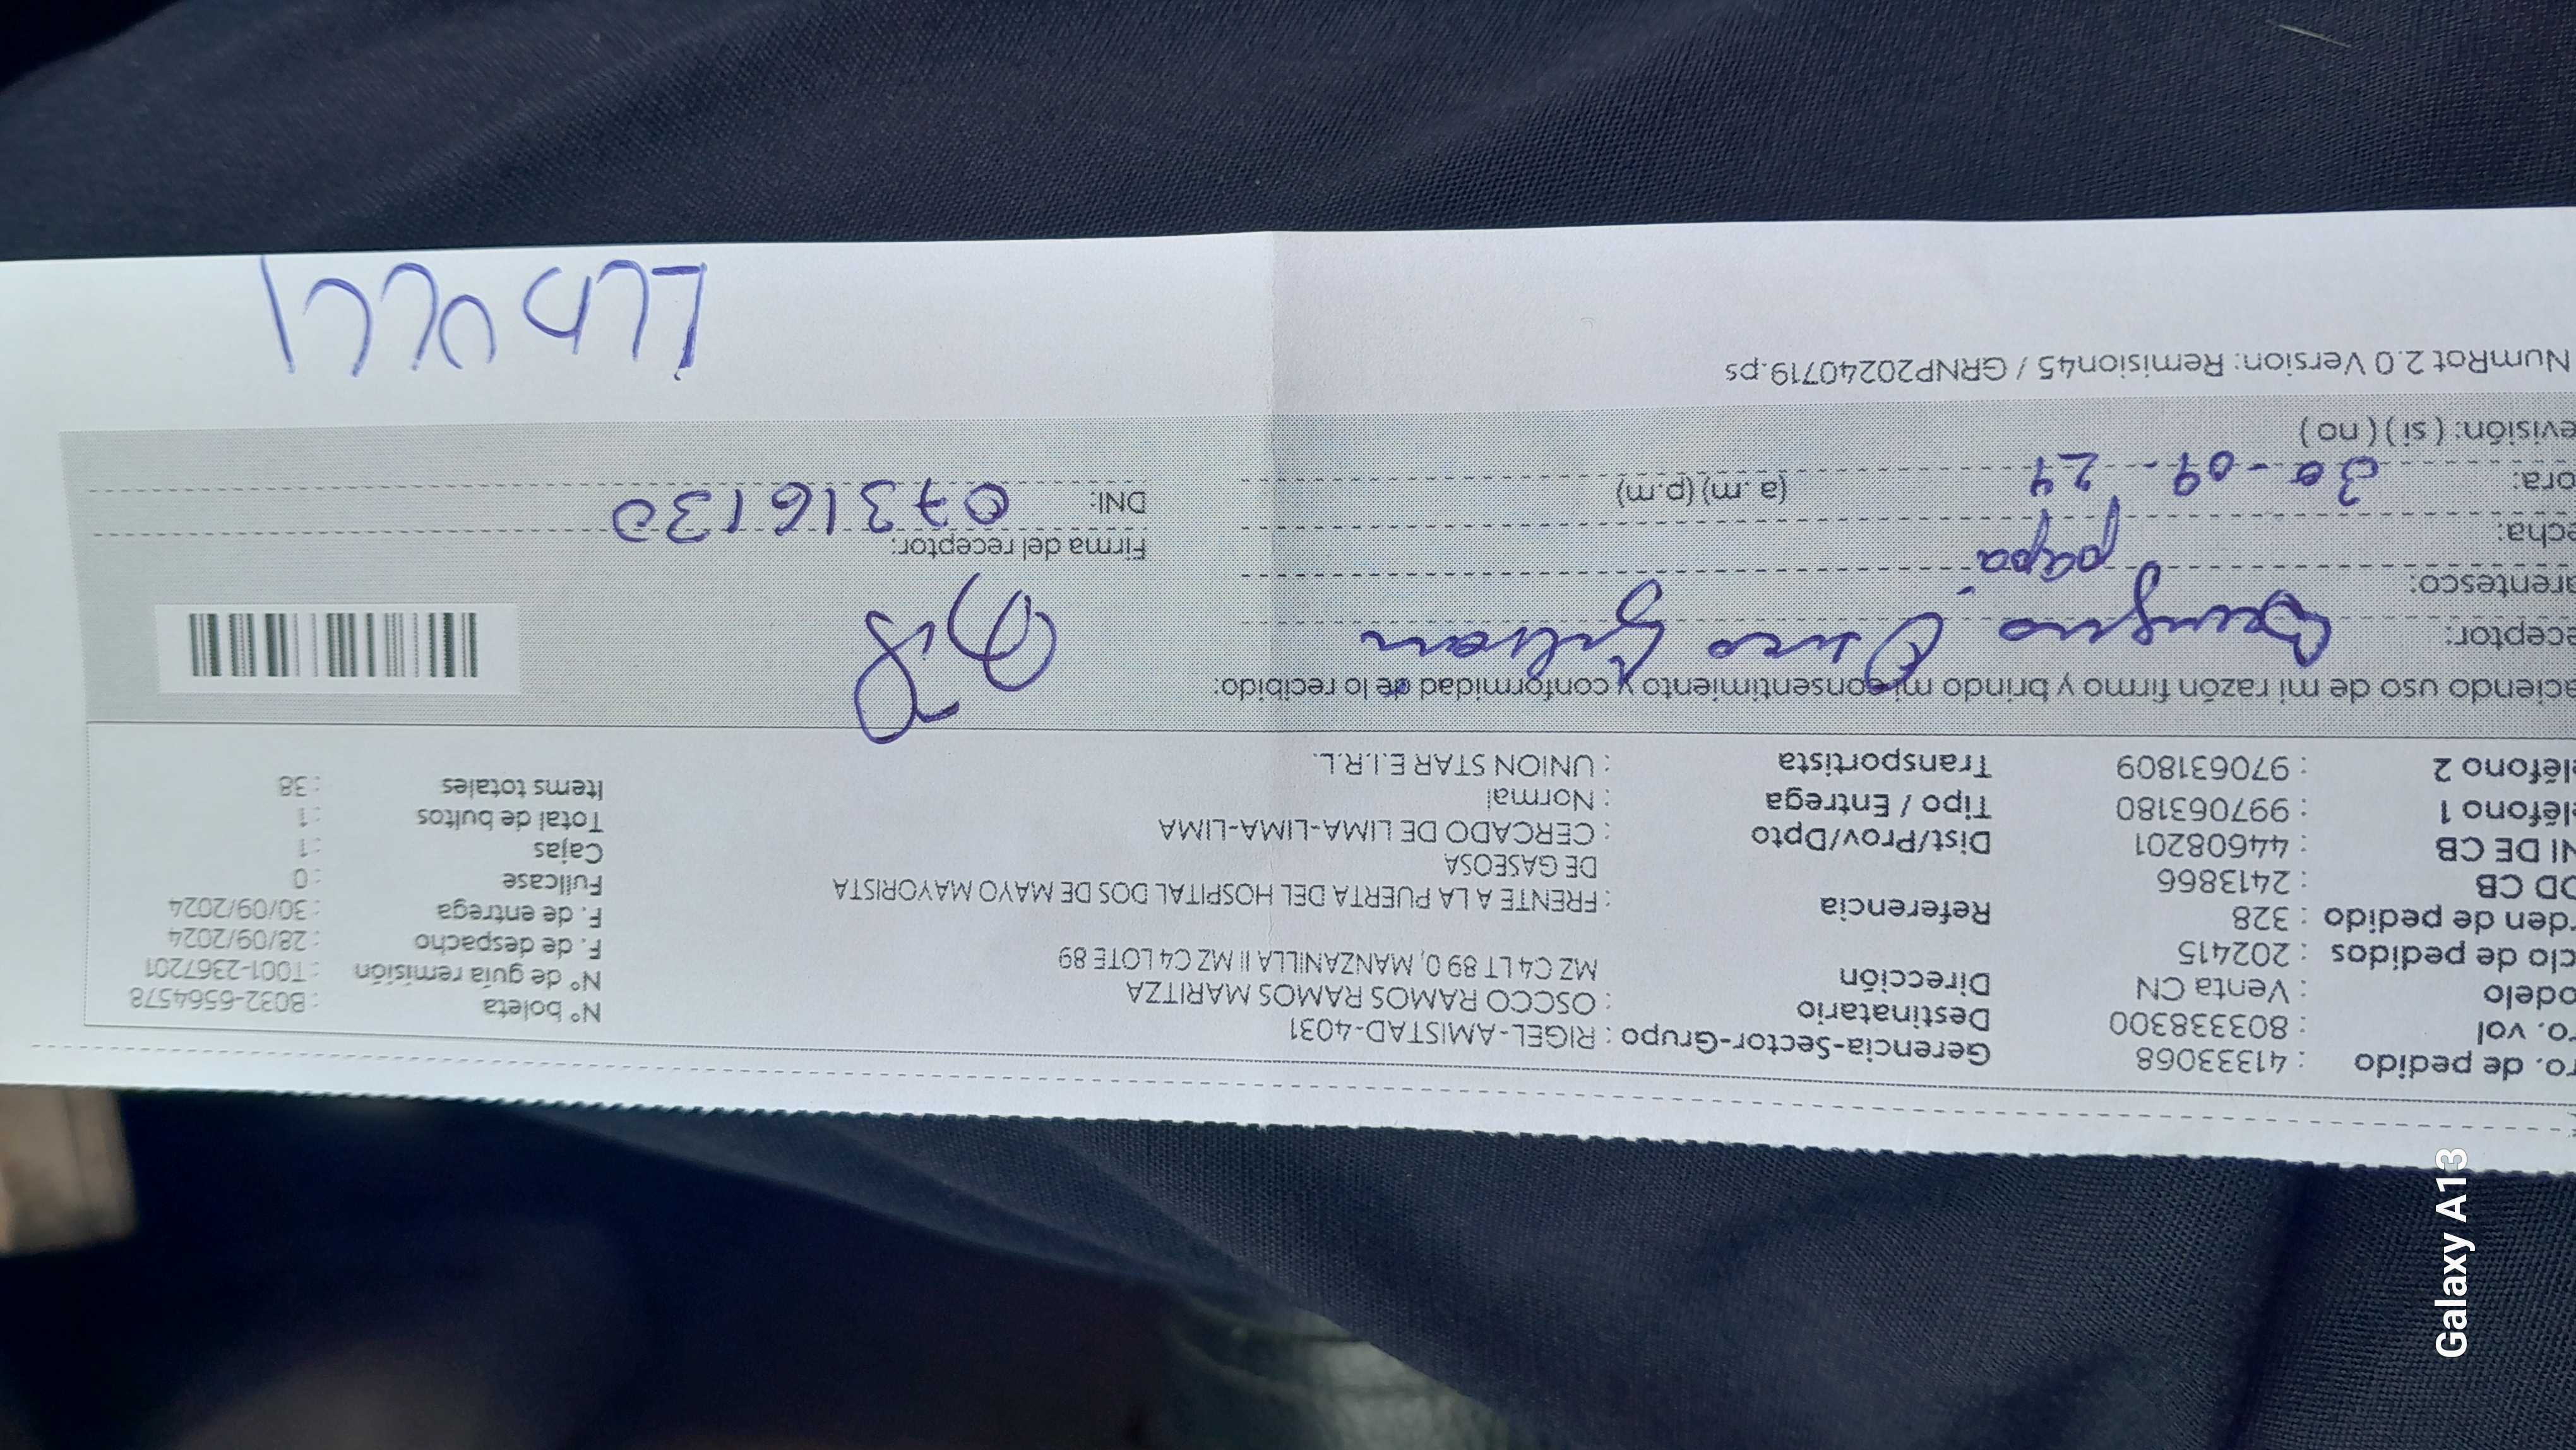 ro. de pedido : 41333068 Gerencia-Sector-Grupo : RIGEL-AMISTAD-4031 N° boleta : B032-6564578
ro. vol : 803338300 Destinatario : OSCCO RAMOS RAMOS MARITZA N° de guía remisión : T001-2367201
odelo : Venta CN Dirección MZ C4 LT 89 0, MANZANILLA II MZ C4 LOTE 89 F. de despacho : 28/09/2024
clo de pedidos : 202415 F. de entrega : 30/09/2024
rden de pedido : 328 Referencia : FRENTE A LA PUERTA DEL HOSPITAL DOS DE MAYO MAYORISTA Fullcase : 0
OD CB : 2413866 DE GASEOSA Cajas : 1
NI DE CB : 44608201 Dist/Prov/Dpto : CERCADO DE LIMA-LIMA-LIMA Total de bultos : 1
eléfono 1 : 997063180 Tipo / Entrega : Normal Items totales : 38
eléfono 2 : 970631809 Transportista : UNION STAR E.I.R.L.
aciendo uso de mi razón firmo y brindo mi consentimiento y conformidad de lo recibido:
eceptor:
arentesco: papá
echa: Firma del receptor:
ora: 30-09-24 (a.m) (p.m) DNI: 07316130
evisión: ( si ) ( no )
NumRot 2.0 Version: Remision45 / GRNP20240719.ps
Galaxy A13